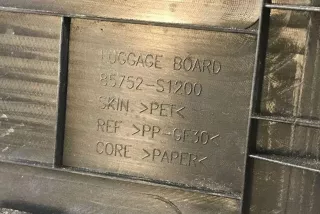 LUGGAGE BOARD
85752-S1200
SKIN >PET<
REF >PP-GF30<
CORE >PAPER<